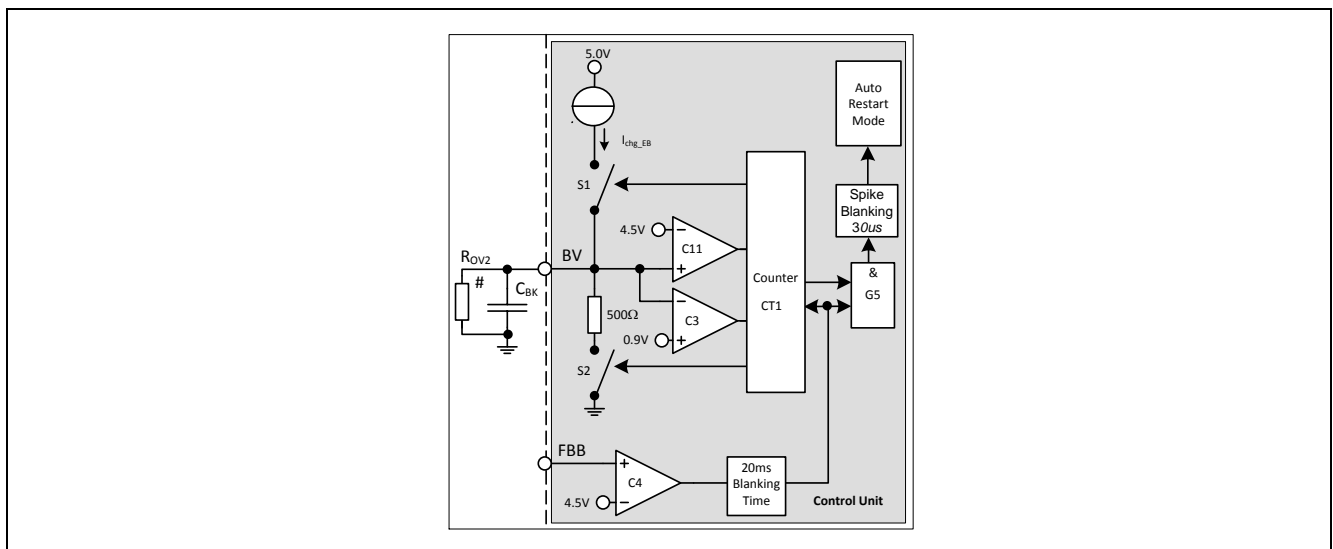 5.0V
Auto
Restart
Mode
Ichg_EB
S1
Spike
Blanking
30us
4.5V
C11
ROV2
BV
#
CBK
Counter
CT1
&
G5
500Ω
C3
0.9V
S2
FBB
C4
4.5V
20ms
Blanking
Time
Control Unit
+
−
+
−
+
−